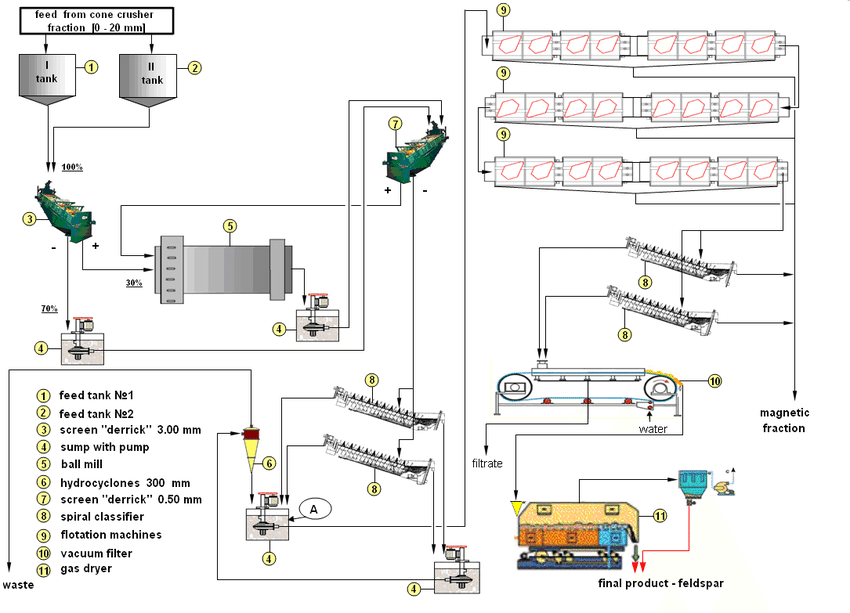 feed from cone crusher
fraction [0 - 20 mm]
I
tank
1
II
tank
2
100%
3
-
+
70%
4
5
30%
4
7
+
-
9
9
9
8
8
10
water
filtrate
magnetic
fraction
8
8
6
A
4
4
c
11
final product - feldspar
waste
1 feed tank №1
2 feed tank №2
3 screen "derrick" 3.00 mm
4 sump with pump
5 ball mill
6 hydrocyclones 300 mm
7 screen "derrick" 0.50 mm
8 spiral classifier
9 flotation machines
10 vacuum filter
11 gas dryer